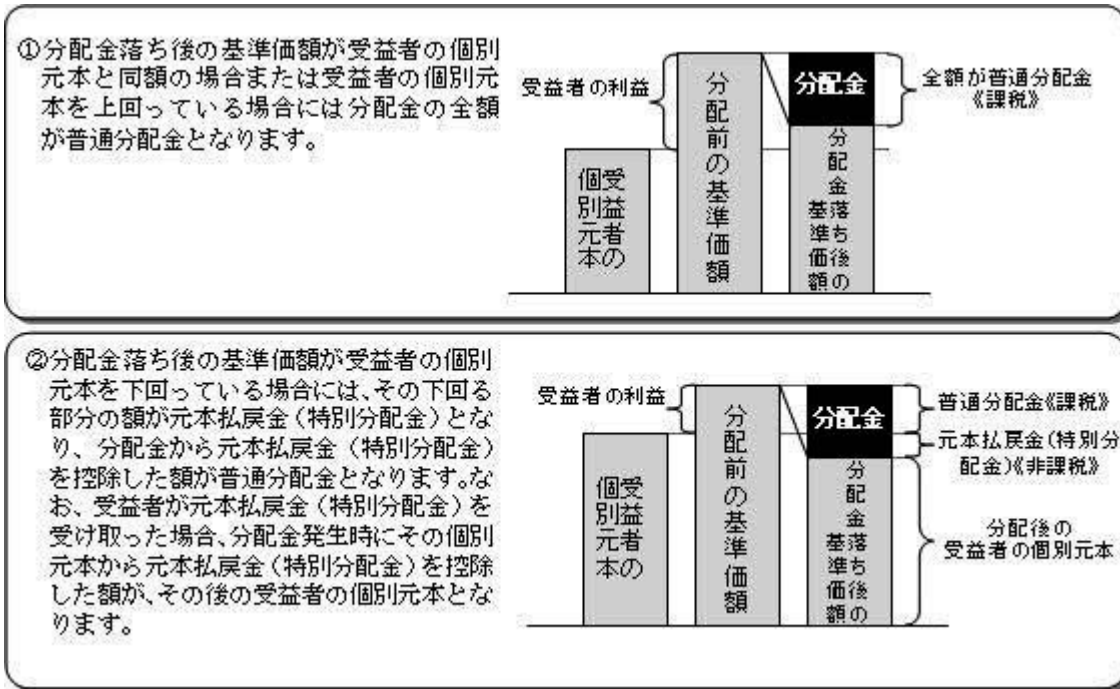 ①分配金落ち後の基準価額が受益者の個別
元本と同額の場合または受益者の個別元
本を上回っている場合には分配金の全額
が普通分配金となります。
受益者の利益
個別元本
受益者の
分配前の基準価額
分配金
分配金落ち後の
基準価額
全額が普通分配金
《課税》
②分配金落ち後の基準価額が受益者の個別
元本を下回っている場合には、その下回る
部分の額が元本払戻金（特別分配金）とな
り、分配金から元本払戻金（特別分配金）
を控除した額が普通分配金となります。な
お、受益者が元本払戻金（特別分配金）を
受け取った場合、分配金発生時にその個別
元本から元本払戻金（特別分配金）を控除
した額が、その後の受益者の個別元本とな
ります。
受益者の利益
受益者の
個別元本
分配前の基準価額
分配金
分配金落ち後の
基準価額
普通分配金《課税》
元本払戻金（特別分
配金）《非課税》
分配後の
受益者の個別元本